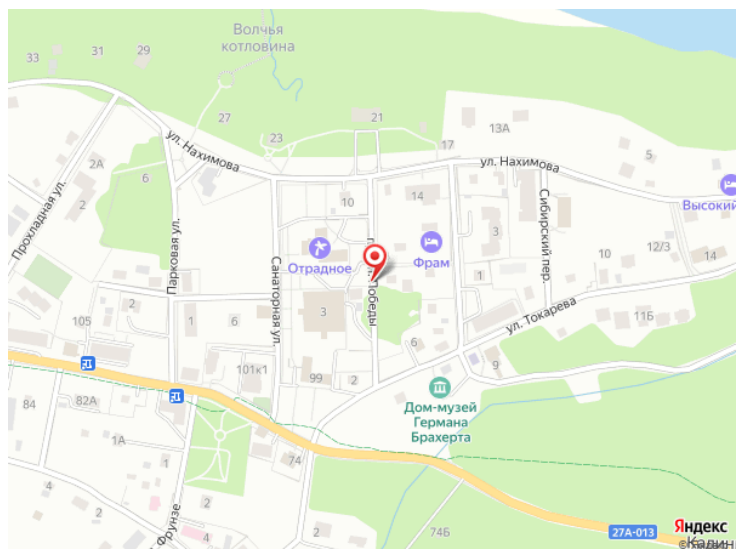 Волчья
котловина
33
31
29
27
23
21
17
13А
5
ул. Нахимова
ул. Нахимова
2А
2
6
Прохладная ул.
Парковая ул.
Санаторная ул.
10
14
3
Высокий
Отрадное
Фрам
Победы
Сибирский пер.
12/3
14
10
1
2
105
1
6
3
6
ул. Токарева
11Б
9
101к1
99
2
84
82А
1А
1
Дом-музей
Германа
Брахерта
74
4
2
2
2
Фрунзе
74Б
27А-013
Яндекс